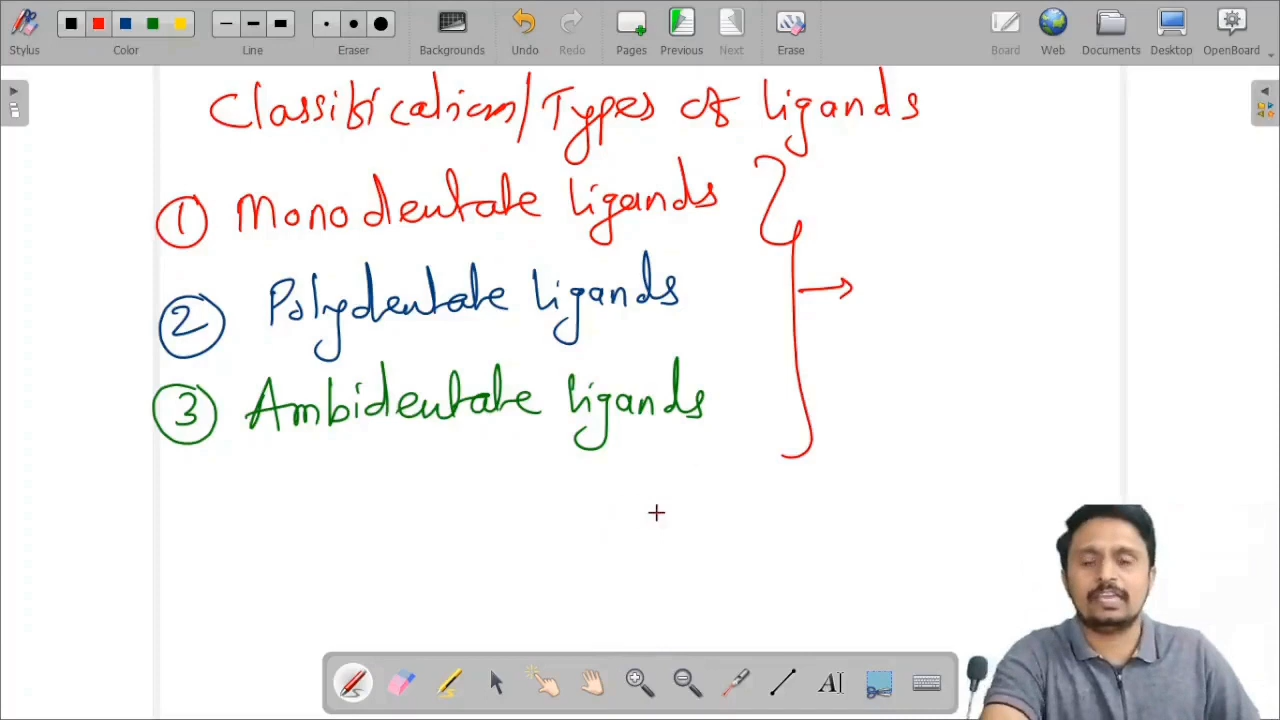 Stylus
Color
Line
Eraser
Backgrounds
Undo
Redo
Pages
Previous
Next
Erase
Board
Web
Documents
Desktop
OpenBoard
Classification/Types of ligands
1 Monodentate ligands
2 Polydentate ligands
3 Ambidentate ligands